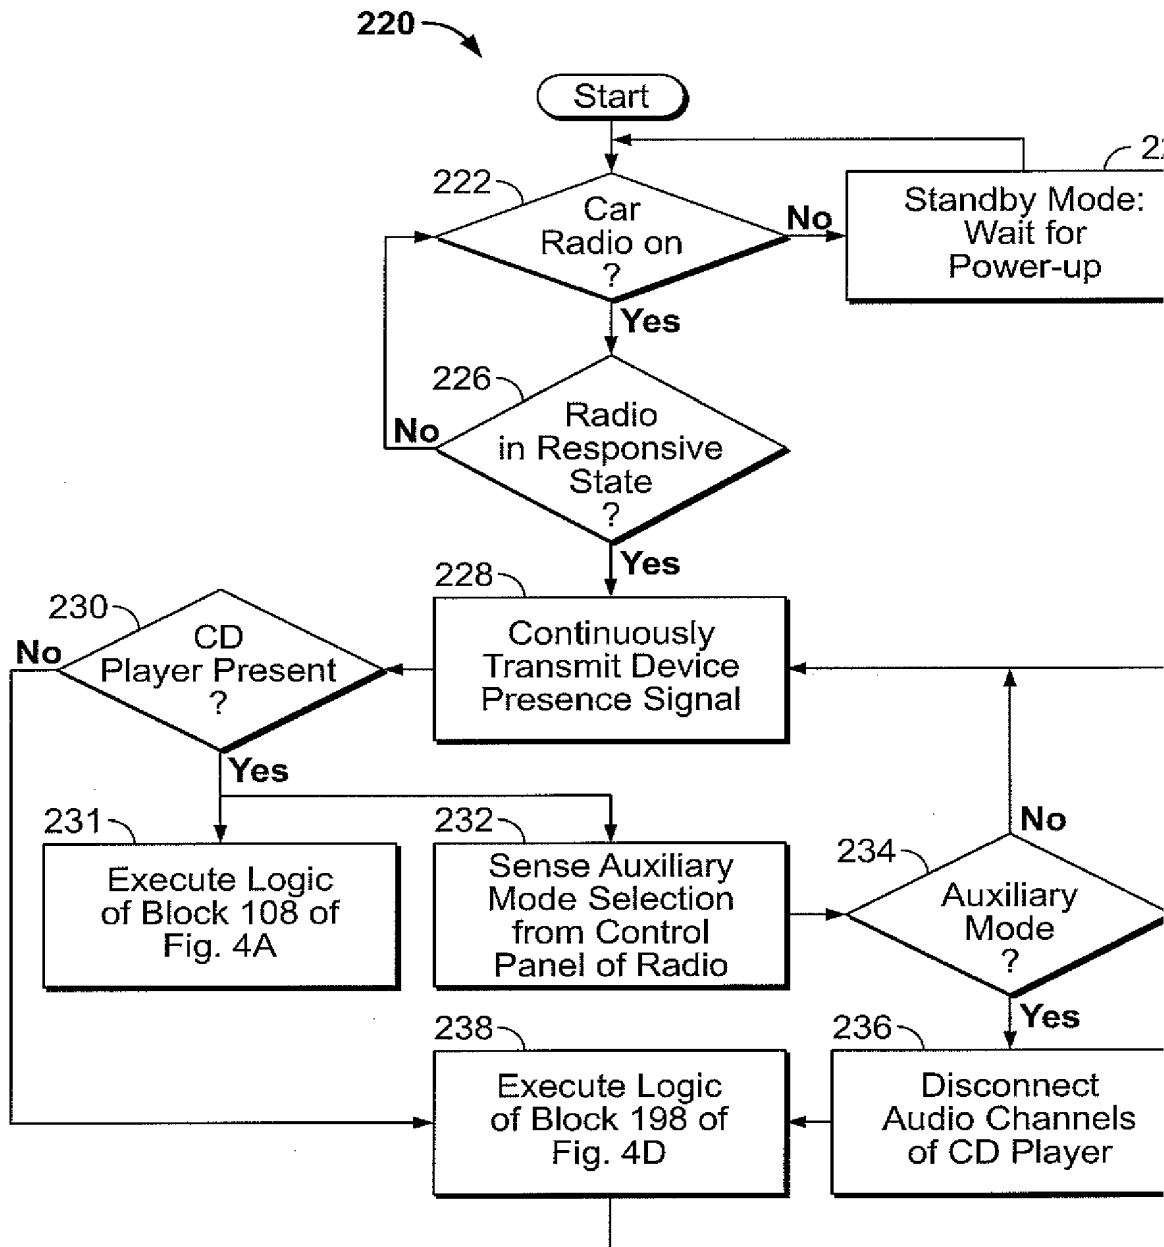 220
Start
222
Car
Radio on
?
No
Standby Mode:
Wait for
Power-up
Yes
226
Radio
in Responsive
State
?
No
Yes
228
Continuously
Transmit Device
Presence Signal
230
CD
Player Present
?
No
Yes
231
Execute Logic
of Block 108 of
Fig. 4A
232
Sense Auxiliary
Mode Selection
from Control
Panel of Radio
234
Auxiliary
Mode
?
No
Yes
236
Disconnect
Audio Channels
of CD Player
238
Execute Logic
of Block 198 of
Fig. 4D